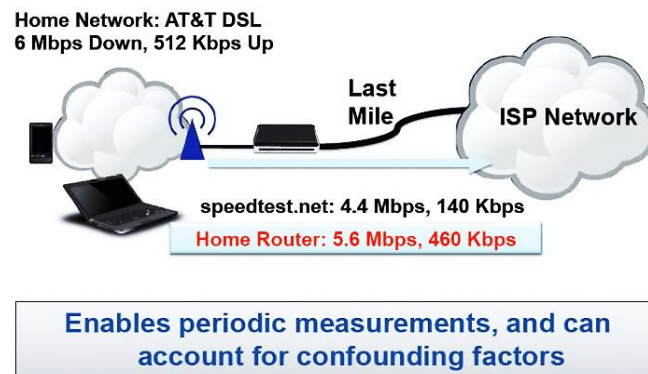 Home Network: AT&T DSL
6 Mbps Down, 512 Kbps Up
Last
Mile
ISP Network
speedtest.net: 4.4 Mbps, 140 Kbps
Home Router: 5.6 Mbps, 460 Kbps
Enables periodic measurements, and can
account for confounding factors